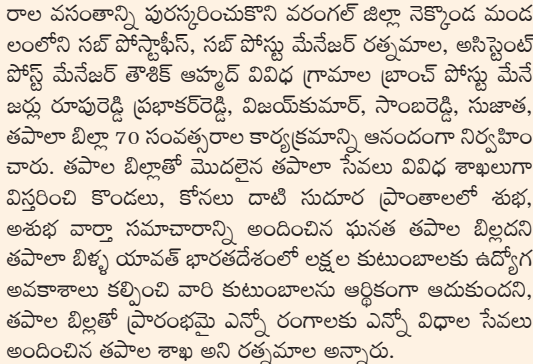 రాల వసంతాన్ని పురస్కరించుకొని వరంగల్ జిల్లా నెక్కొండ మండ
లంలోని సబ్ పోస్టాఫీస్, సబ్ పోస్టు మేనేజర్ రత్నమాల, అసిస్టెంట్
పోస్ట్ మేనేజర్ తౌశిక్ ఆహ్మద్ వివిధ గ్రామాల బ్రాంచ్ పోస్టు మేనే
జర్లు రూపురెడ్డి ప్రభాకర్‌రెడ్డి, విజయ్‌కుమార్, సాంబరెడ్డి, సుజాత,
తపాలా బిల్లా 70 సంవత్సరాల కార్యక్రమాన్ని ఆనందంగా నిర్వహిం
చారు. తపాల బిల్లాతో మొదలైన తపాలా సేవలు వివిధ శాఖలుగా
విస్తరించి కొండలు, కోనలు దాటి సుదూర ప్రాంతాలలో శుభ,
అశుభ వార్తా సమాచారాన్ని అందించిన ఘనత తపాల బిల్లదని
తపాలా బిళ్ళ యావత్ భారతదేశంలో లక్షల కుటుంబాలకు ఉద్యోగ
అవకాశాలు కల్పించి వారి కుటుంబాలను ఆర్థికంగా ఆదుకుందని,
తపాల బిల్లతో ప్రారంభమై ఎన్నో రంగాలకు ఎన్నో విధాల సేవలు
అందించిన తపాల శాఖ అని రత్నమాల అన్నారు.